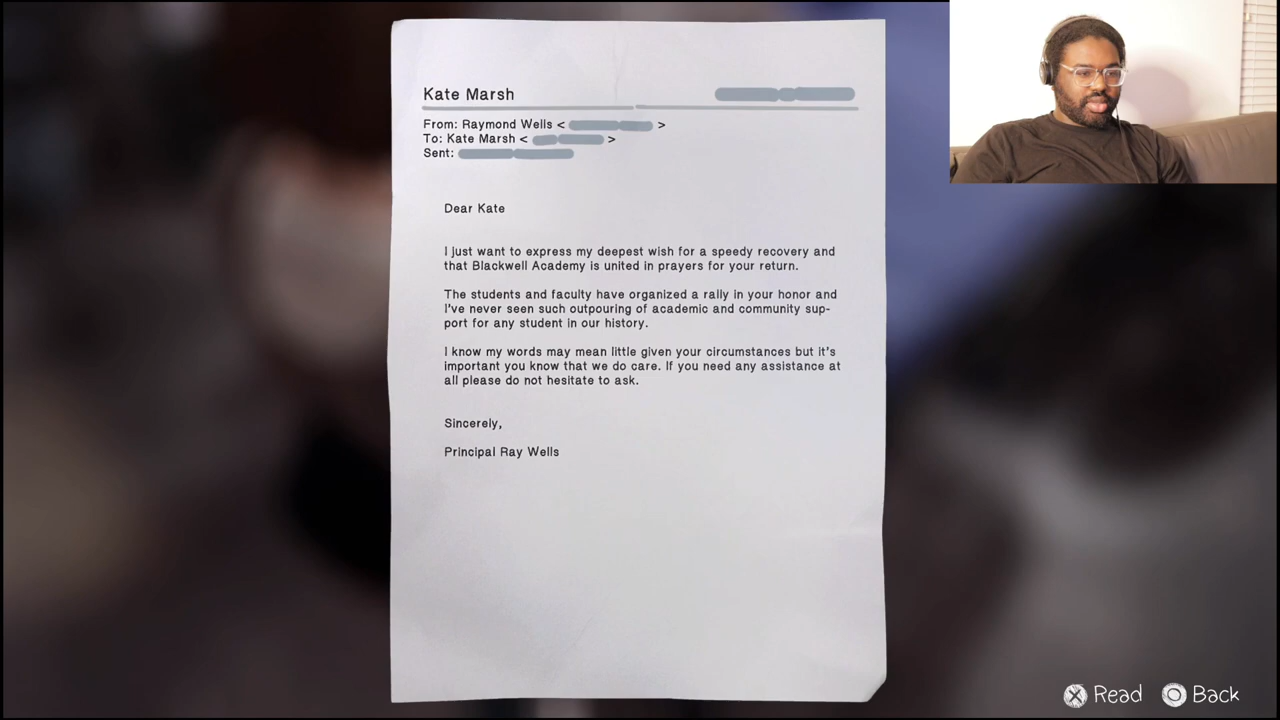 Kate Marsh
From: Raymond Wells < >
To: Kate Marsh < >
Sent:
Dear Kate
I just want to express my deepest wish for a speedy recovery and
that Blackwell Academy is united in prayers for your return.
The students and faculty have organized a rally in your honor and
I've never seen such outpouring of academic and community sup-
port for any student in our history.
I know my words may mean little given your circumstances but it's
important you know that we do care. If you need any assistance at
all please do not hesitate to ask.
Sincerely,
Principal Ray Wells
Read Back